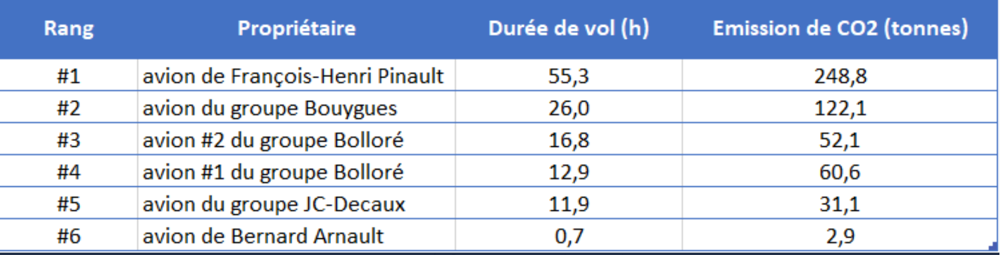 Rang Propriétaire Durée de vol (h) Emission de CO2 (tonnes)
#1 avion de François-Henri Pinault 55,3 248,8
#2 avion du groupe Bouygues 26,0 122,1
#3 avion #2 du groupe Bolloré 16,8 52,1
#4 avion #1 du groupe Bolloré 12,9 60,6
#5 avion du groupe JC-Decaux 11,9 31,1
#6 avion de Bernard Arnault 0,7 2,9